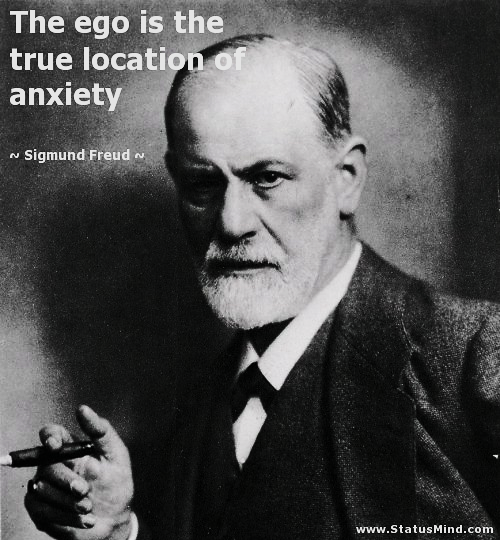 The ego is the
true location of
anxiety
~ Sigmund Freud ~
www.StatusMind.com